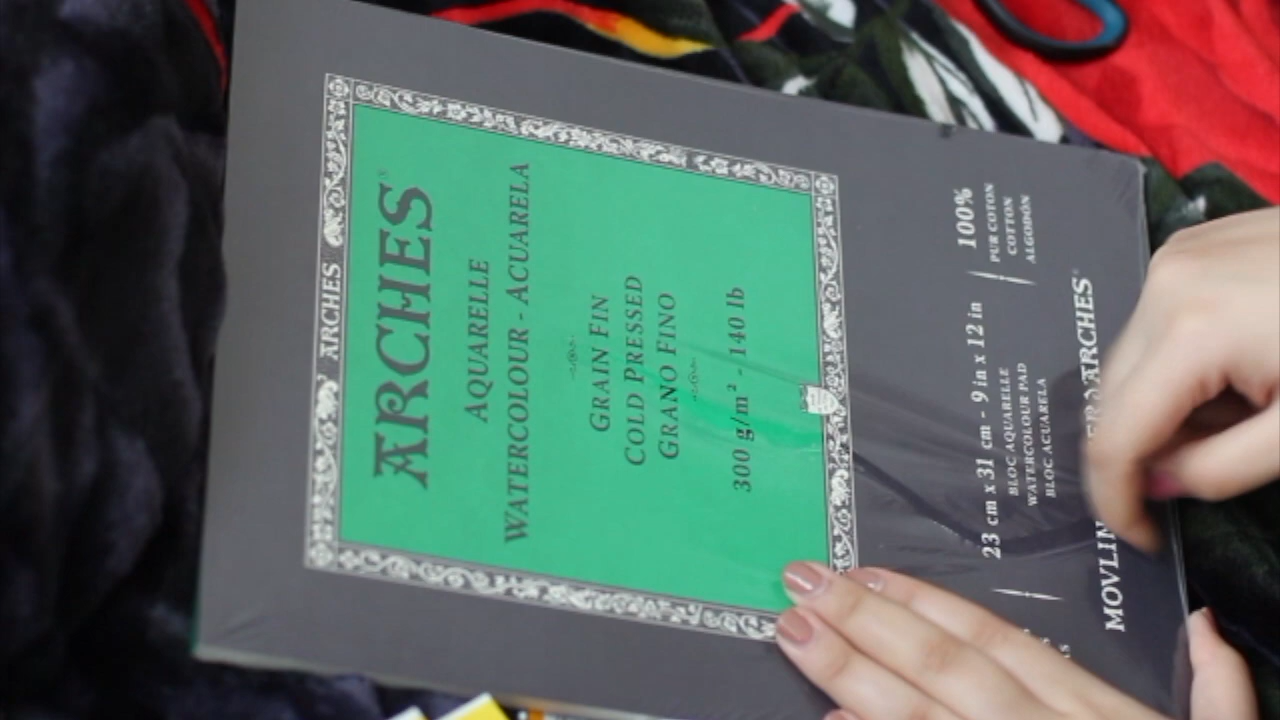 ARCHES
ARCHES®
AQUARELLE
WATERCOLOUR - ACUARELA
GRAIN FIN
COLD PRESSED
GRANO FINO
300 g/m² - 140 lb
23 cm x 31 cm - 9 in x 12 in
BLOC AQUARELLE
WATERCOLOUR PAD
BLOC ACUARELA
100%
PUR COTON
COTTON
ALGODÓN
ARCHES®